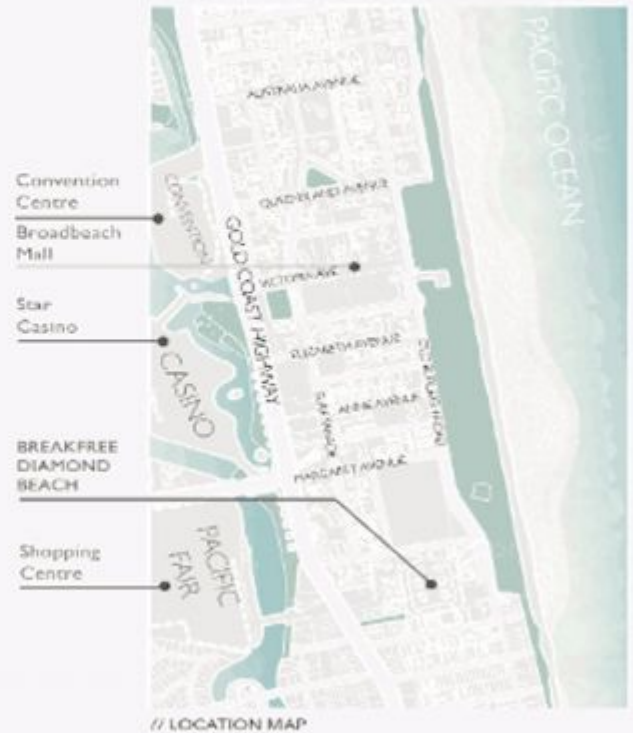 AUSTRALIA AVENUE
PACIFIC OCEAN
Convention
Centre
CONVENTION
QUEENSLAND AVENUE
Broadbeach
Mall
GOLD COAST HIGHWAY
VICTORIA AVE
Star
Casino
CASINO
ELIZABETH AVENUE
ANNE AVENUE
MARGARET AVENUE
BREAKFREE
DIAMOND
BEACH
Shopping
Centre
PACIFIC
FAIR
// LOCATION MAP